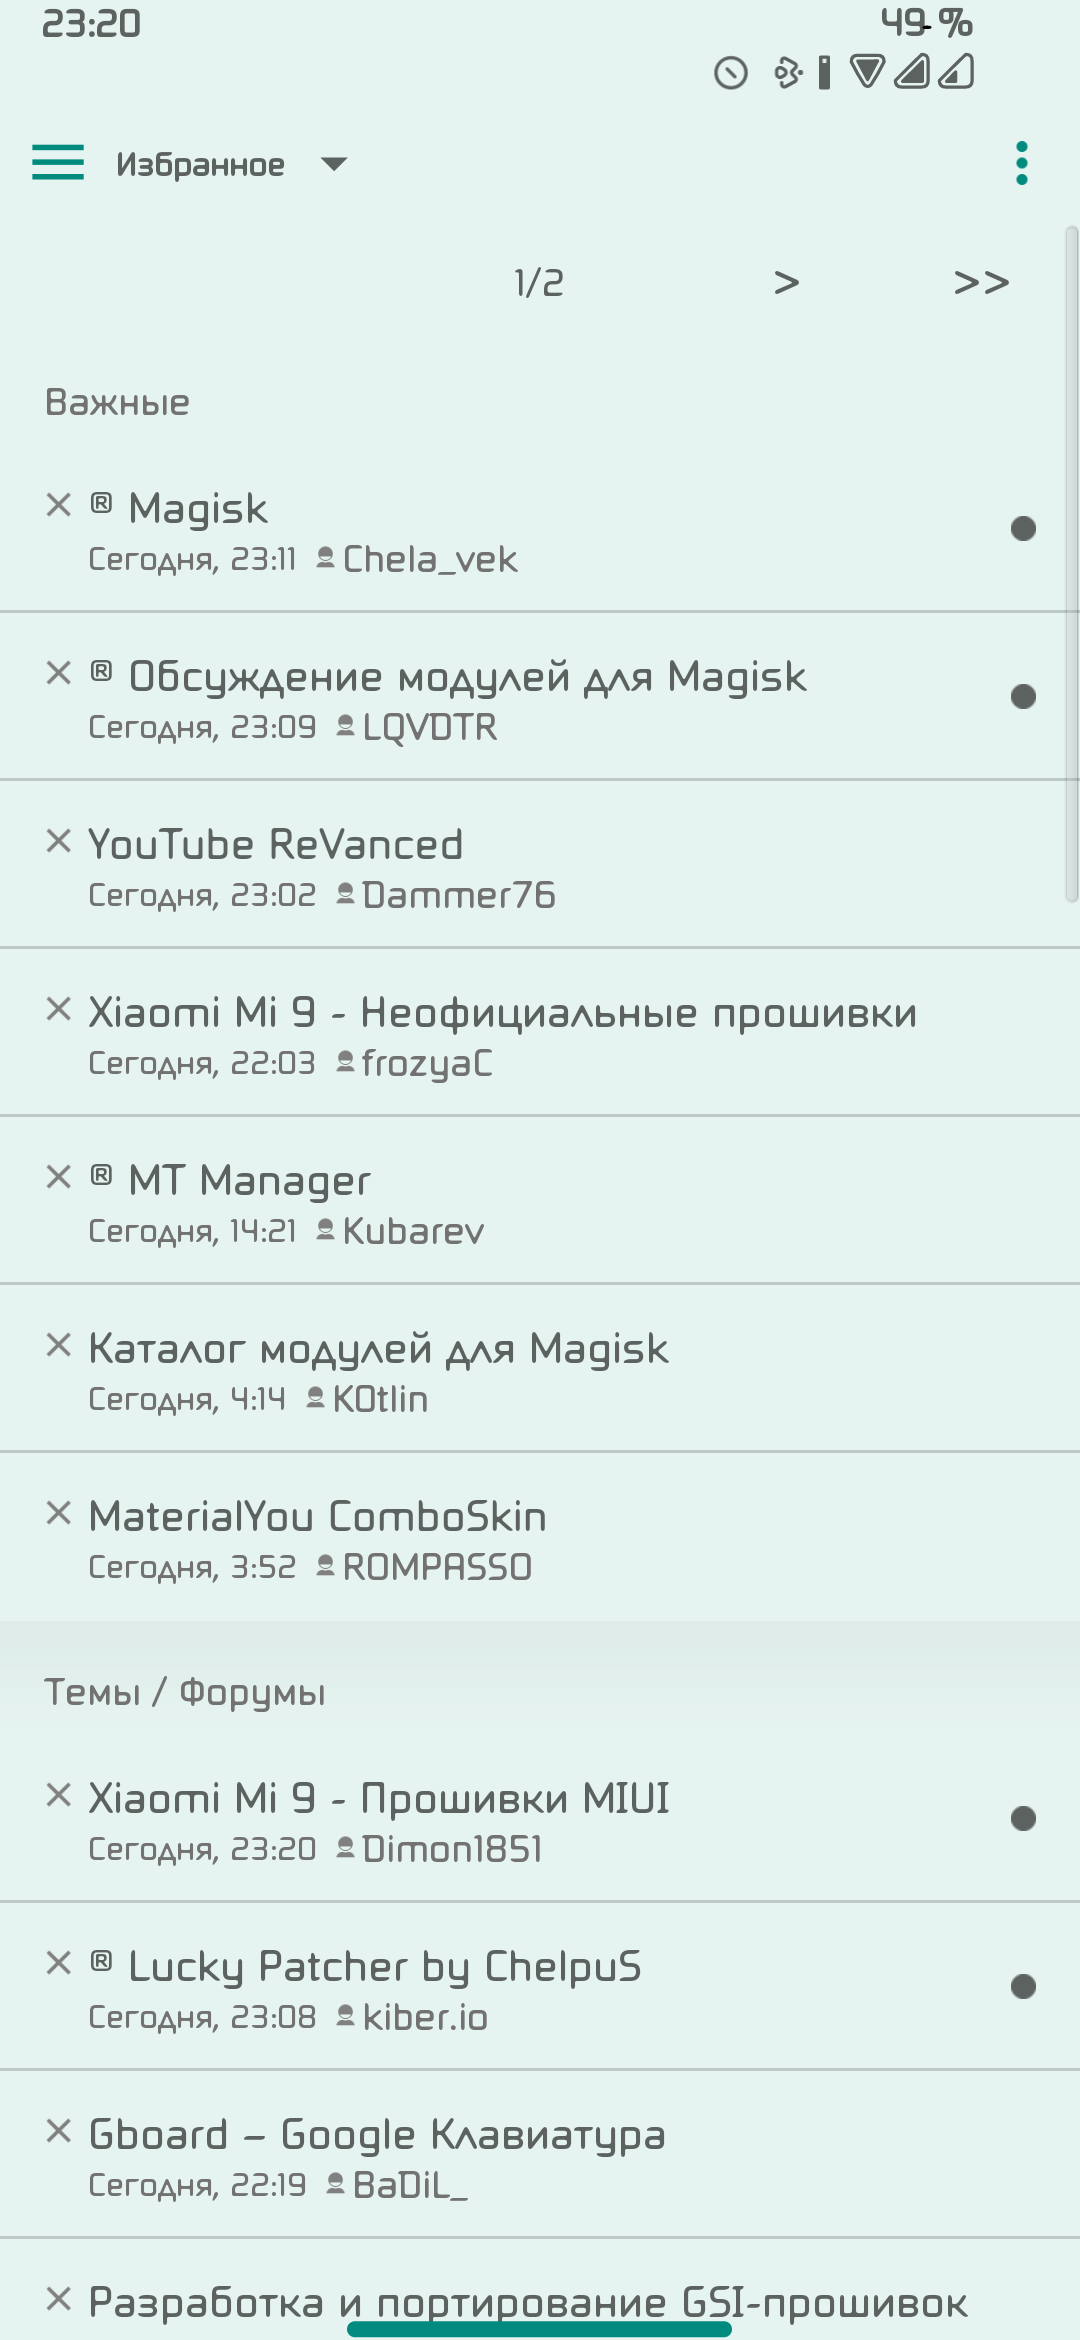 23:20
49 %
Избранное
1/2 > >>
Важные
® Magisk
Сегодня, 23:11 Chela_vek
® Обсуждение модулей для Magisk
Сегодня, 23:09 LQVDTR
YouTube ReVanced
Сегодня, 23:02 Dammer76
Xiaomi Mi 9 - Неофициальные прошивки
Сегодня, 22:03 frozyaC
® MT Manager
Сегодня, 14:21 Kubarev
Каталог модулей для Magisk
Сегодня, 4:14 K0tlin
MaterialYou ComboSkin
Сегодня, 3:52 ROMPASSO
Темы / Форумы
Xiaomi Mi 9 - Прошивки MIUI
Сегодня, 23:20 Dimon1851
® Lucky Patcher by ChelpuS
Сегодня, 23:08 kiber.io
Gboard – Google Клавиатура
Сегодня, 22:19 BaDiL_
Разработка и портирование GSI-прошивок